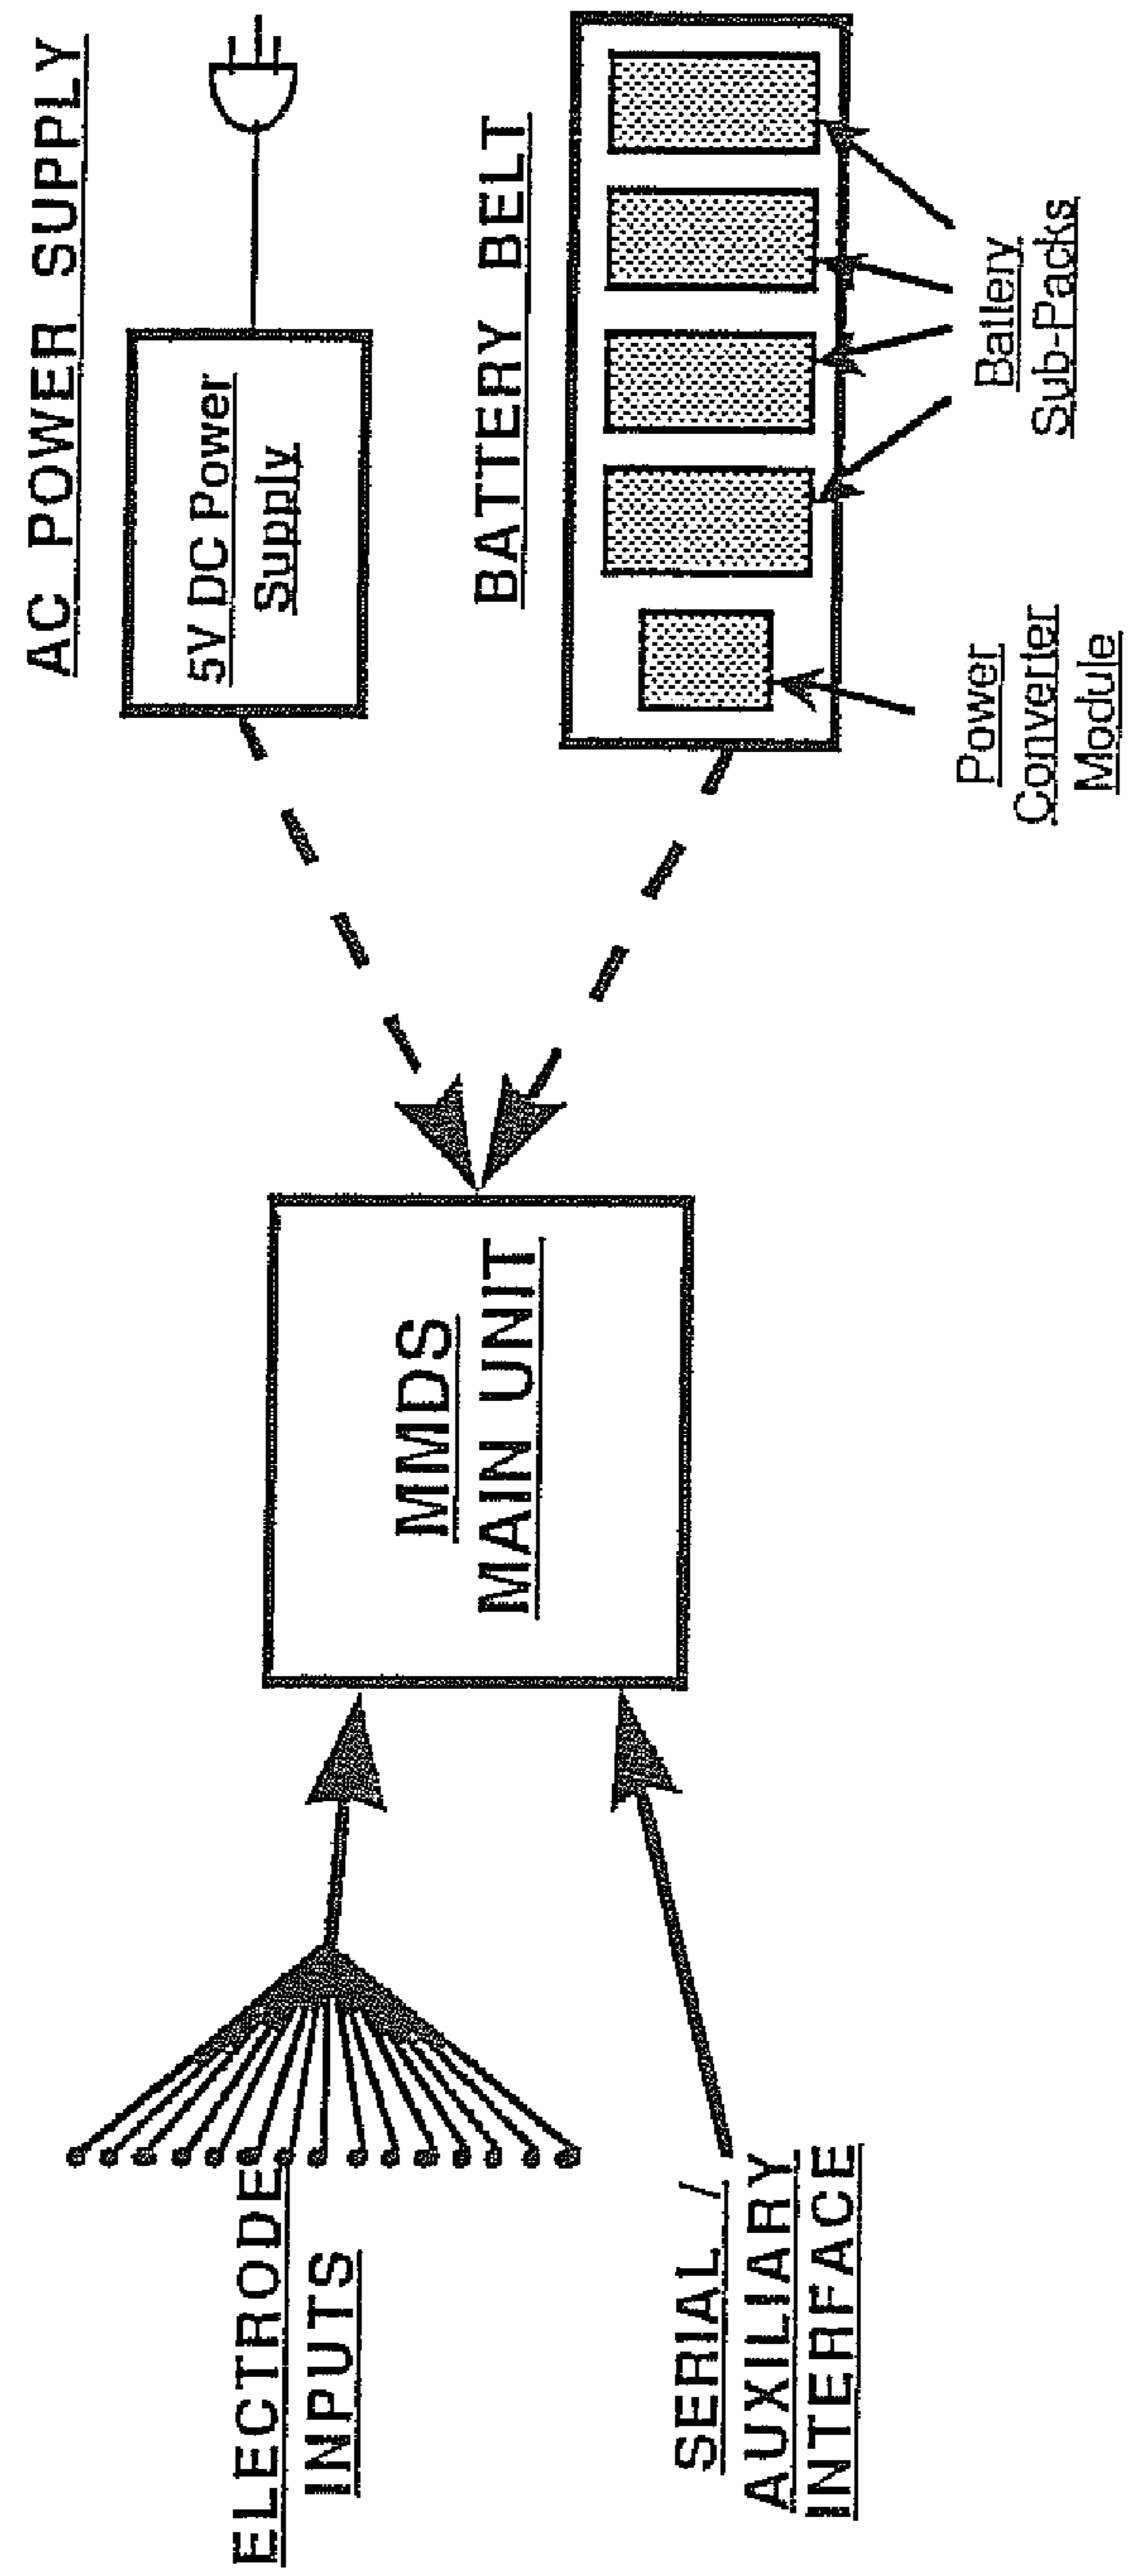 ELECTRODE
INPUTS
SERIAL /
AUXILIARY
INTERFACE
MMDS
MAIN UNIT
AC POWER SUPPLY
5V DC Power
Supply
BATTERY BELT
Power
Converter
Module
Battery
Sub-Packs